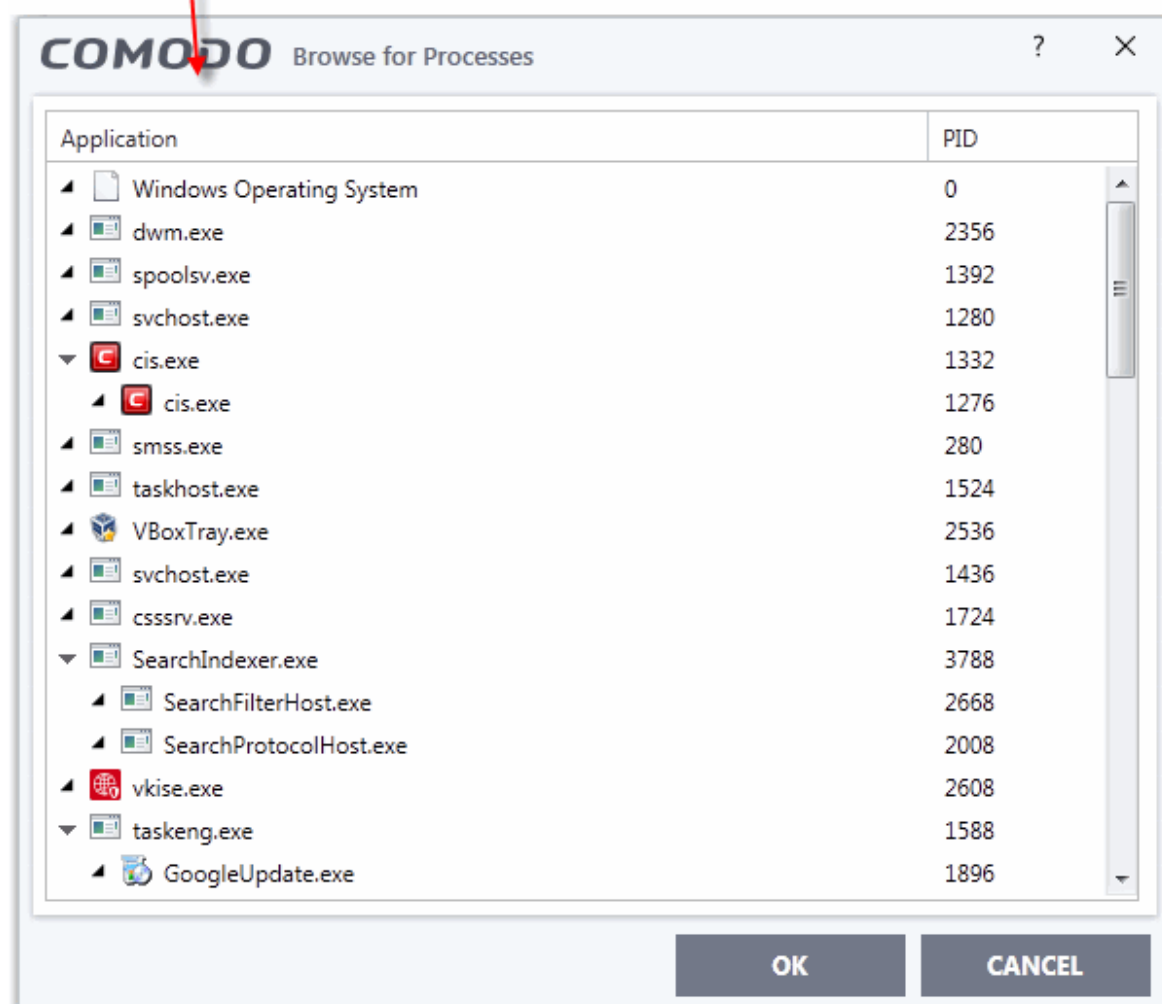 COMODO Browse for Processes ?
Application PID
Windows Operating System 0
dwm.exe 2356
spoolsv.exe 1392
svchost.exe 1280
cis.exe 1332
cis.exe 1276
smss.exe 280
taskhost.exe 1524
VBoxTray.exe 2536
svchost.exe 1436
csssrv.exe 1724
SearchIndexer.exe 3788
SearchFilterHost.exe 2668
SearchProtocolHost.exe 2008
vkise.exe 2608
taskeng.exe 1588
GoogleUpdate.exe 1896
OK CANCEL